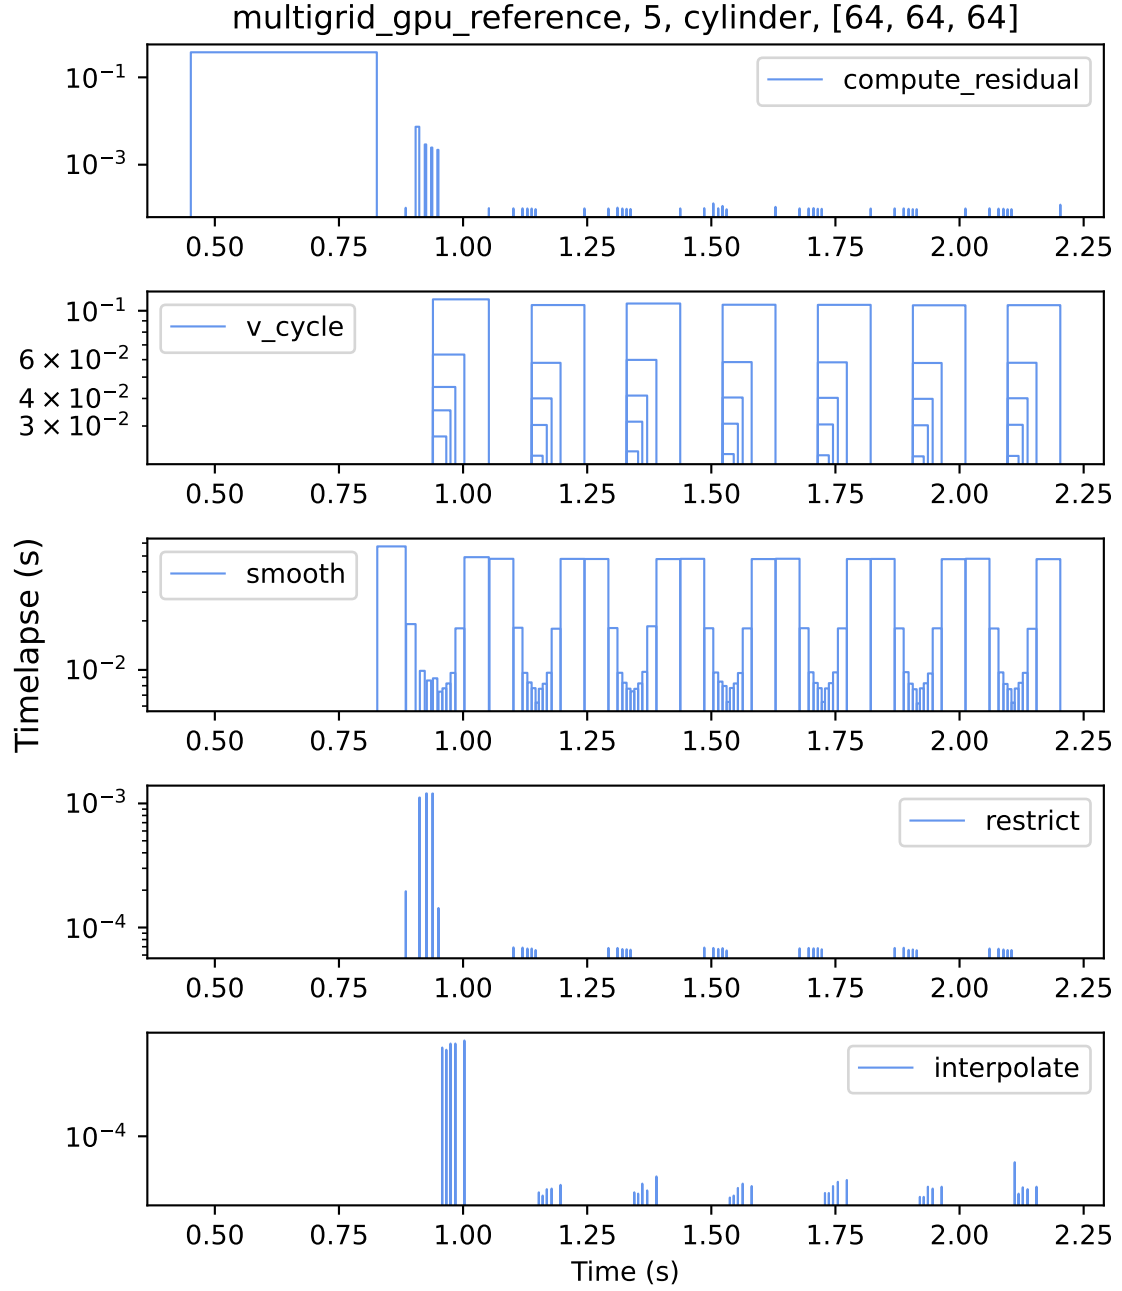 multigrid_gpu_reference, 5, cylinder, [64, 64, 64]
10⁻¹
10⁻³
compute_residual
0.50 0.75 1.00 1.25 1.50 1.75 2.00 2.25
10⁻¹
6 × 10⁻²
4 × 10⁻²
3 × 10⁻²
v_cycle
0.50 0.75 1.00 1.25 1.50 1.75 2.00 2.25
Timelapse (s)
10⁻²
smooth
0.50 0.75 1.00 1.25 1.50 1.75 2.00 2.25
10⁻³
10⁻⁴
restrict
0.50 0.75 1.00 1.25 1.50 1.75 2.00 2.25
10⁻⁴
interpolate
0.50 0.75 1.00 1.25 1.50 1.75 2.00 2.25
Time (s)